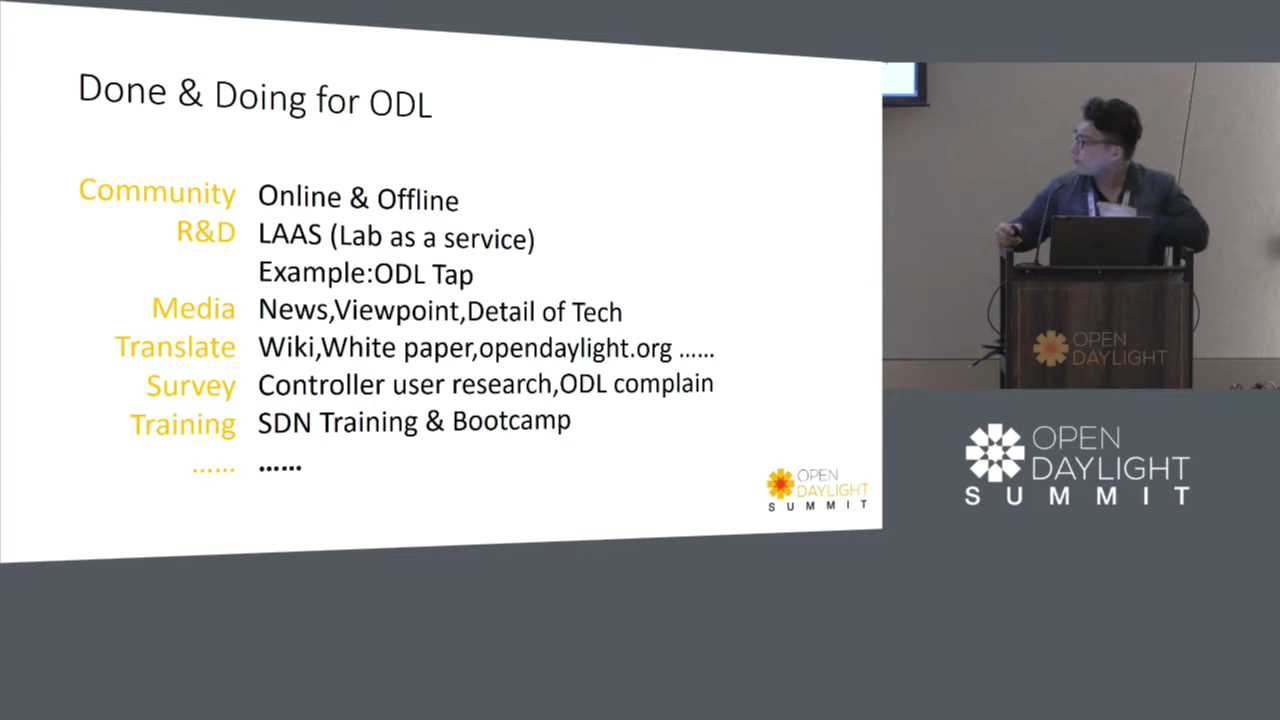 Done & Doing for ODL
Community Online & Offline
R&D LAAS (Lab as a service)
Example:ODL Tap
Media News,Viewpoint,Detail of Tech
Translate Wiki,White paper,opendaylight.org ......
Survey Controller user research,ODL complain
Training SDN Training & Bootcamp
...... ......
OPEN
DAYLIGHT
SUMMIT
OPEN
DAYLIGHT
OPEN
DAYLIGHT
SUMMIT